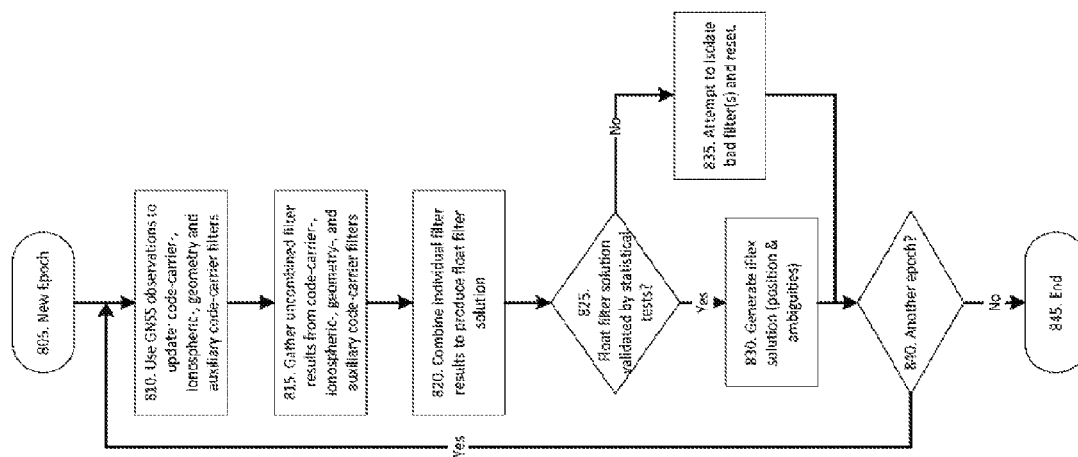 805. New Epoch
810. Use GNSS observations to
update code-carrier-,
ionospheric-, geometry and
auxiliary code-carrier filters
815. Gather uncombined filter
results from code-carrier-,
ionospheric-, geometry-, and
auxiliary code-carrier filters
820. Combine individual filter
results to produce float filter
solution
825.
Float filter solution
validated by statistical
tests?
No
835. Attempt to isolate
bad filter(s) and reset.
Yes
830. Generate iFlex
solution (position &
ambiguities)
840. Another epoch?
Yes
No
845. End